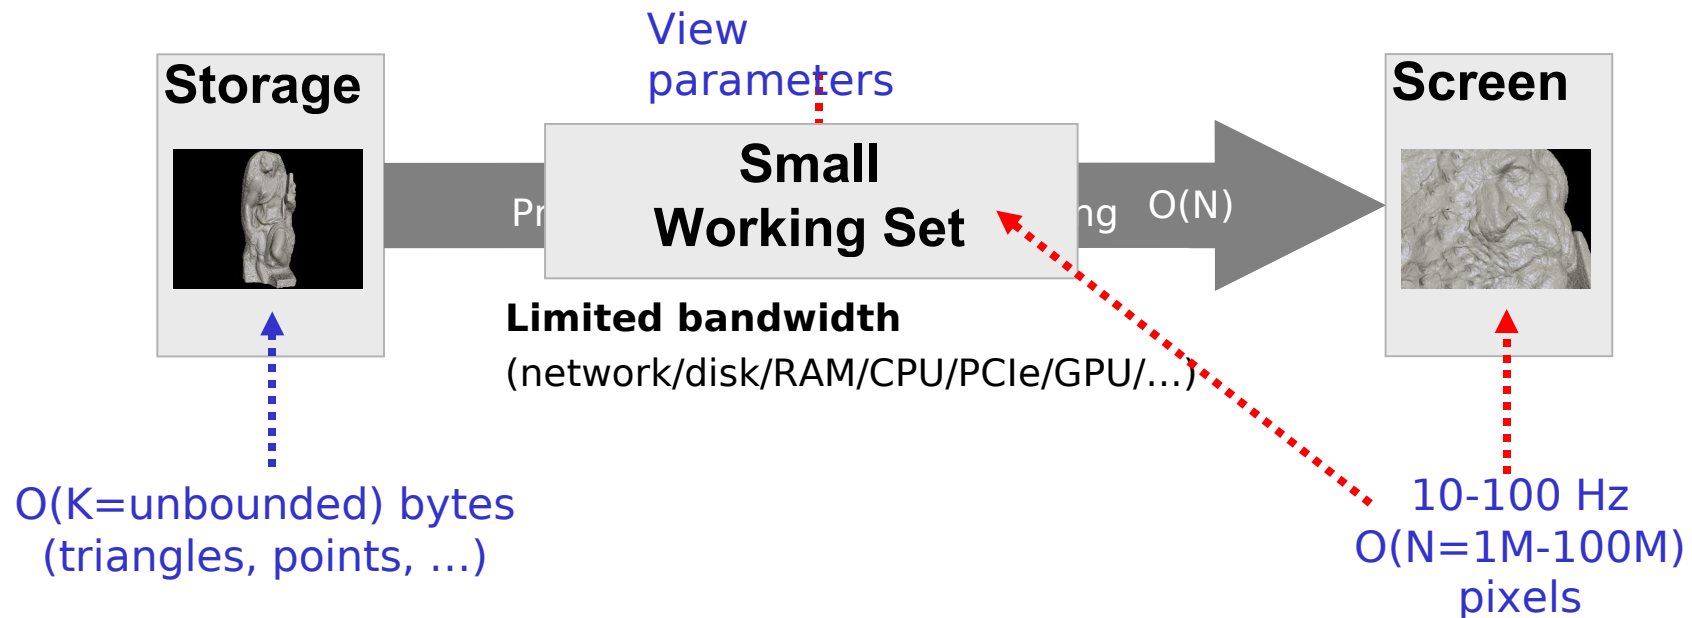 View
parameters
Storage
Screen
Small
Working Set
O(N)
Limited bandwidth
(network/disk/RAM/CPU/PCIe/GPU/…)
O(K=unbounded) bytes
(triangles, points, …)
10-100 Hz
O(N=1M-100M)
pixels